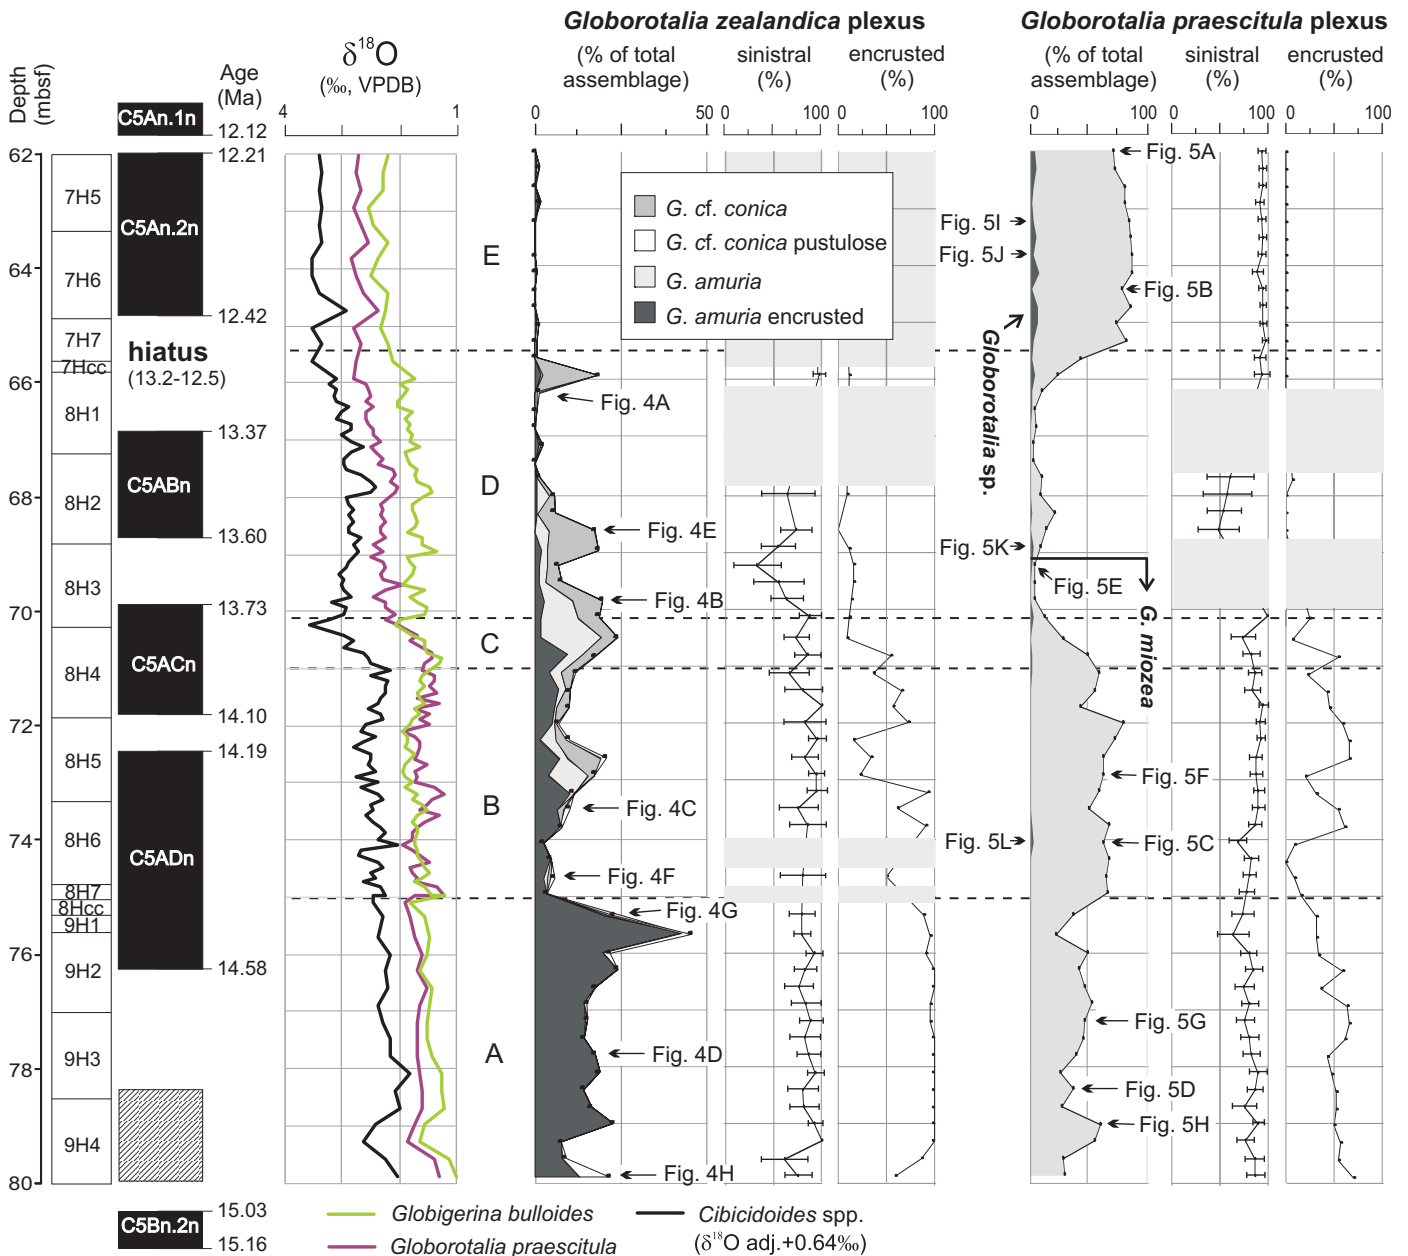 Globorotalia zealandica plexus
Globorotalia praescitula plexus
Depth
(mbsf)
Age
(Ma)
δ18O
(‰, VPDB)
(% of total
assemblage)
sinistral
(%)
encrusted
(%)
(% of total
assemblage)
sinistral
(%)
encrusted
(%)
4 1
0 50
0 100
0 100
0 100
0 100
0 100
C5An.1n
12.12
12.21
62
7H5
C5An.2n
64
7H6
12.42
7H7
7Hcc
hiatus
(13.2-12.5)
66
8H1
13.37
C5ABn
68
8H2
13.60
8H3
13.73
70
C5ACn
8H4
14.10
72
14.19
8H5
74
8H6
C5ADn
8H7
8Hcc
9H1
76
9H2
14.58
9H3
78
9H4
80
C5Bn.2n
15.03
15.16
E
D
C
B
A
G. cf. conica
G. cf. conica pustulose
G. amuria
G. amuria encrusted
Fig. 4A
Fig. 4E
Fig. 4B
Fig. 4C
Fig. 4F
Fig. 4G
Fig. 4D
Fig. 4H
Fig. 5A
Fig. 5I
Fig. 5J
Fig. 5B
Globorotalia sp.
Fig. 5K
Fig. 5E
G. miozea
Fig. 5F
Fig. 5L
Fig. 5C
Fig. 5G
Fig. 5D
Fig. 5H
Globigerina bulloides
Globorotalia praescitula
Cibicidoides spp.
(δ18O adj.+0.64‰)